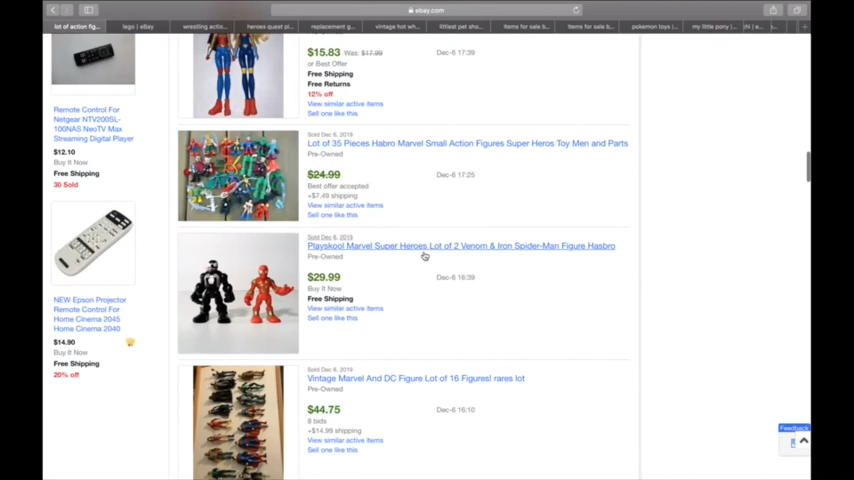 ebay.com
lot of action fig...
lego | eBay
wrestling actio...
heroes quest pl...
replacement g...
vintage hot wh...
littlest pet sho...
items for sale b...
items for sale b...
pokemon toys |...
my little pony |...
$15.83 Was: $17.99
Dec-6 17:39
or Best Offer
Free Shipping
Free Returns
12% off
View similar active items
Sell one like this
Remote Control For
Netgear NTV200SL-
100NAS NeoTV Max
Streaming Digital Player
$12.10
Buy It Now
Free Shipping
30 Sold
NEW Epson Projector
Remote Control For
Home Cinema 2045
Home Cinema 2040
$14.90
Buy It Now
Free Shipping
20% off
Sold Dec 6, 2019
Lot of 35 Pieces Habro Marvel Small Action Figures Super Heros Toy Men and Parts
Pre-Owned
$24.99
Dec-6 17:25
Best offer accepted
+$7.49 shipping
View similar active items
Sell one like this
Sold Dec 6, 2019
Playskool Marvel Super Heroes Lot of 2 Venom & Iron Spider-Man Figure Hasbro
Pre-Owned
$29.99
Dec-6 16:39
Buy It Now
Free Shipping
View similar active items
Sell one like this
Sold Dec 6, 2019
Vintage Marvel And DC Figure Lot of 16 Figures! rares lot
Pre-Owned
$44.75
Dec-6 16:10
8 bids
+$14.99 shipping
View similar active items
Sell one like this
Feedback